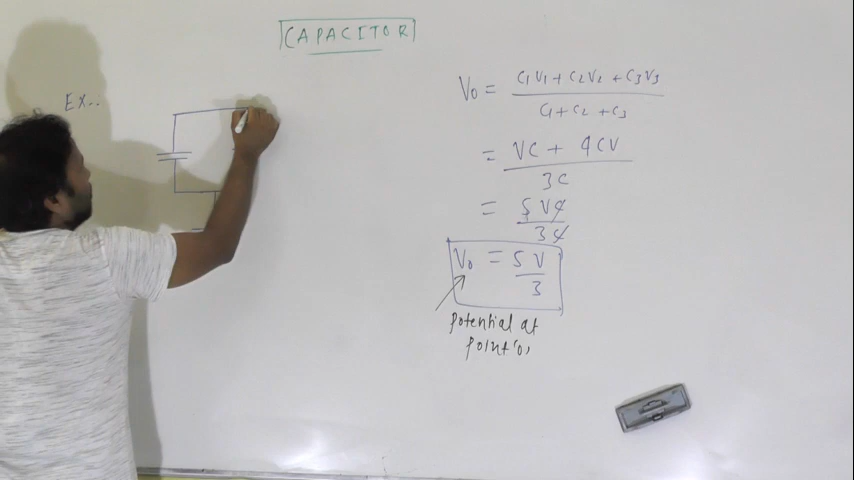 CAPACITOR
Ex..
V₀ = C₁V₁ + C₂V₂ + C₃V₃ / C₁ + C₂ + C₃
= VC + 4CV / 3C
= 5VC / 3C
V₀ = 5V / 3
Potential at
Point 'o,